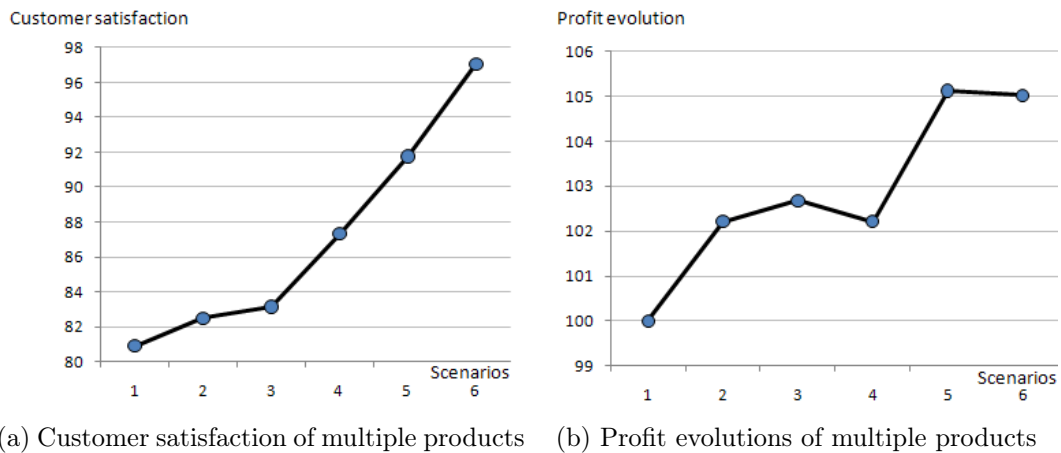 Customer satisfaction
98
96
94
92
90
88
86
84
82
80
1 2 3 4 5 6
Scenarios
(a) Customer satisfaction of multiple products
Profit evolution
106
105
104
103
102
101
100
99
1 2 3 4 5 6
Scenarios
(b) Profit evolutions of multiple products